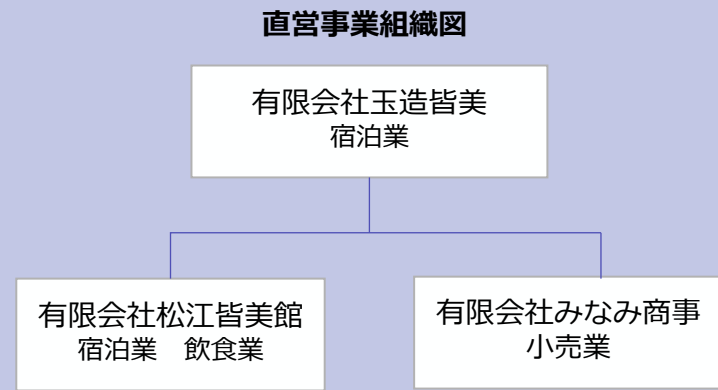 直営事業組織図
有限会社玉造皆美
宿泊業
有限会社松江皆美館
宿泊業　飲食業
有限会社みなみ商事
小売業